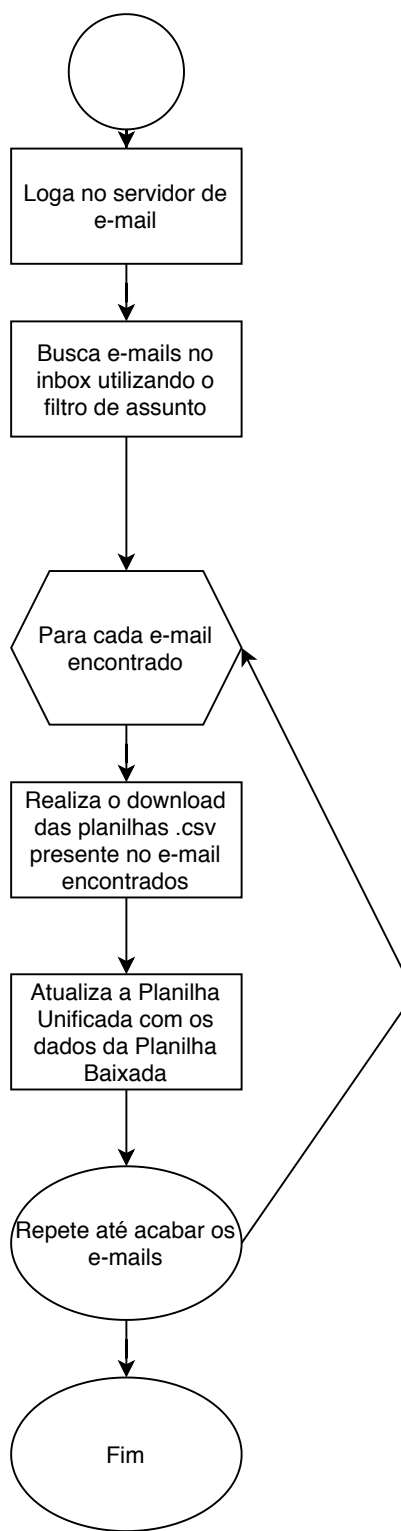 Loga no servidor de
e-mail
Busca e-mails no
inbox utilizando o
filtro de assunto
Para cada e-mail
encontrado
Realiza o download
das planilhas .csv
presente no e-mail
encontrados
Atualiza a Planilha
Unificada com os
dados da Planilha
Baixada
Repete até acabar os
e-mails
Fim